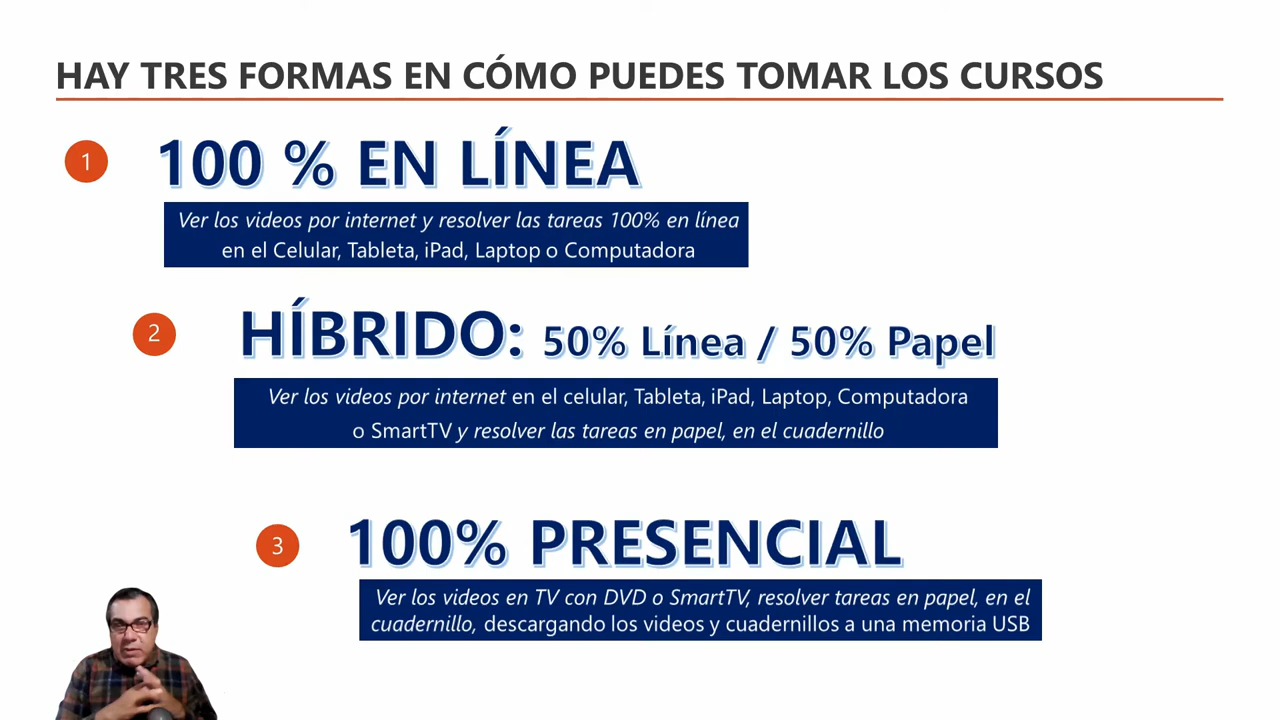 HAY TRES FORMAS EN CÓMO PUEDES TOMAR LOS CURSOS
1
100 % EN LÍNEA
Ver los videos por internet y resolver las tareas 100% en línea
en el Celular, Tableta, iPad, Laptop o Computadora
2
HÍBRIDO: 50% Línea / 50% Papel
Ver los videos por internet en el celular, Tableta, iPad, Laptop, Computadora
o SmartTV y resolver las tareas en papel, en el cuadernillo
3
100% PRESENCIAL
Ver los videos en TV con DVD o SmartTV, resolver tareas en papel, en el
cuadernillo, descargando los videos y cuadernillos a una memoria USB